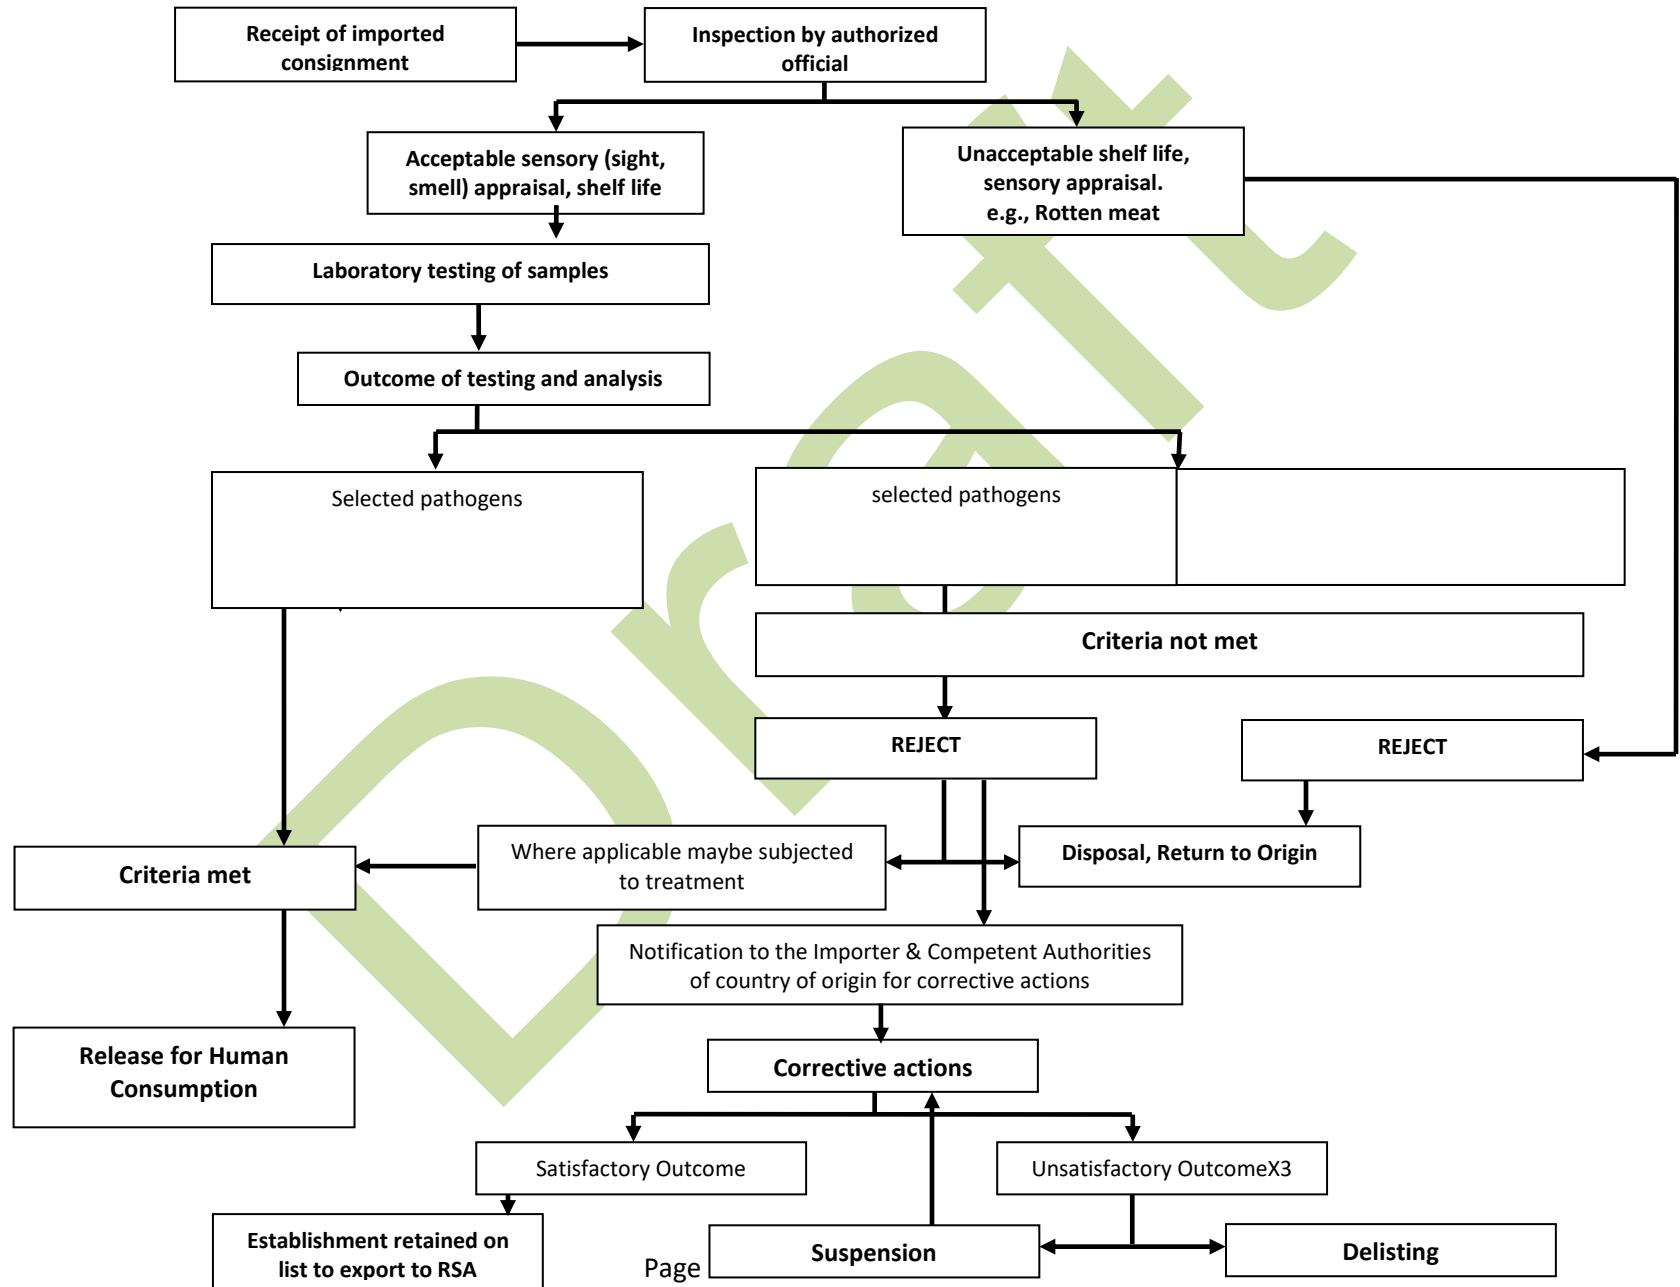 Receipt of imported
consignment
Inspection by authorized
official
Acceptable sensory (sight,
smell) appraisal, shelf life
Unacceptable shelf life,
sensory appraisal.
e.g., Rotten meat
Laboratory testing of samples
Outcome of testing and analysis
Selected pathogens
selected pathogens
Criteria not met
REJECT
REJECT
Where applicable maybe subjected
to treatment
Disposal, Return to Origin
Criteria met
Notification to the Importer & Competent Authorities
of country of origin for corrective actions
Release for Human
Consumption
Corrective actions
Satisfactory Outcome
Unsatisfactory OutcomeX3
Establishment retained on
list to export to RSA
Page
Suspension
Delisting
Draft